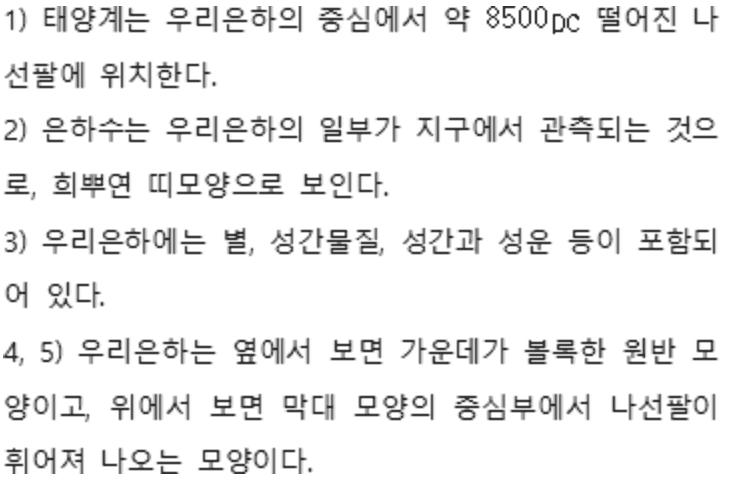 1) 태양계는 우리은하의 중심에서 약 8500pc 떨어진 나
선팔에 위치한다.
2) 은하수는 우리은하의 일부가 지구에서 관측되는 것으
로, 희뿌연 띠모양으로 보인다.
3) 우리은하에는 별, 성간물질, 성간과 성운 등이 포함되
어 있다.
4, 5) 우리은하는 옆에서 보면 가운데가 볼록한 원반 모
양이고, 위에서 보면 막대 모양의 중심부에서 나선팔이
휘어져 나오는 모양이다.